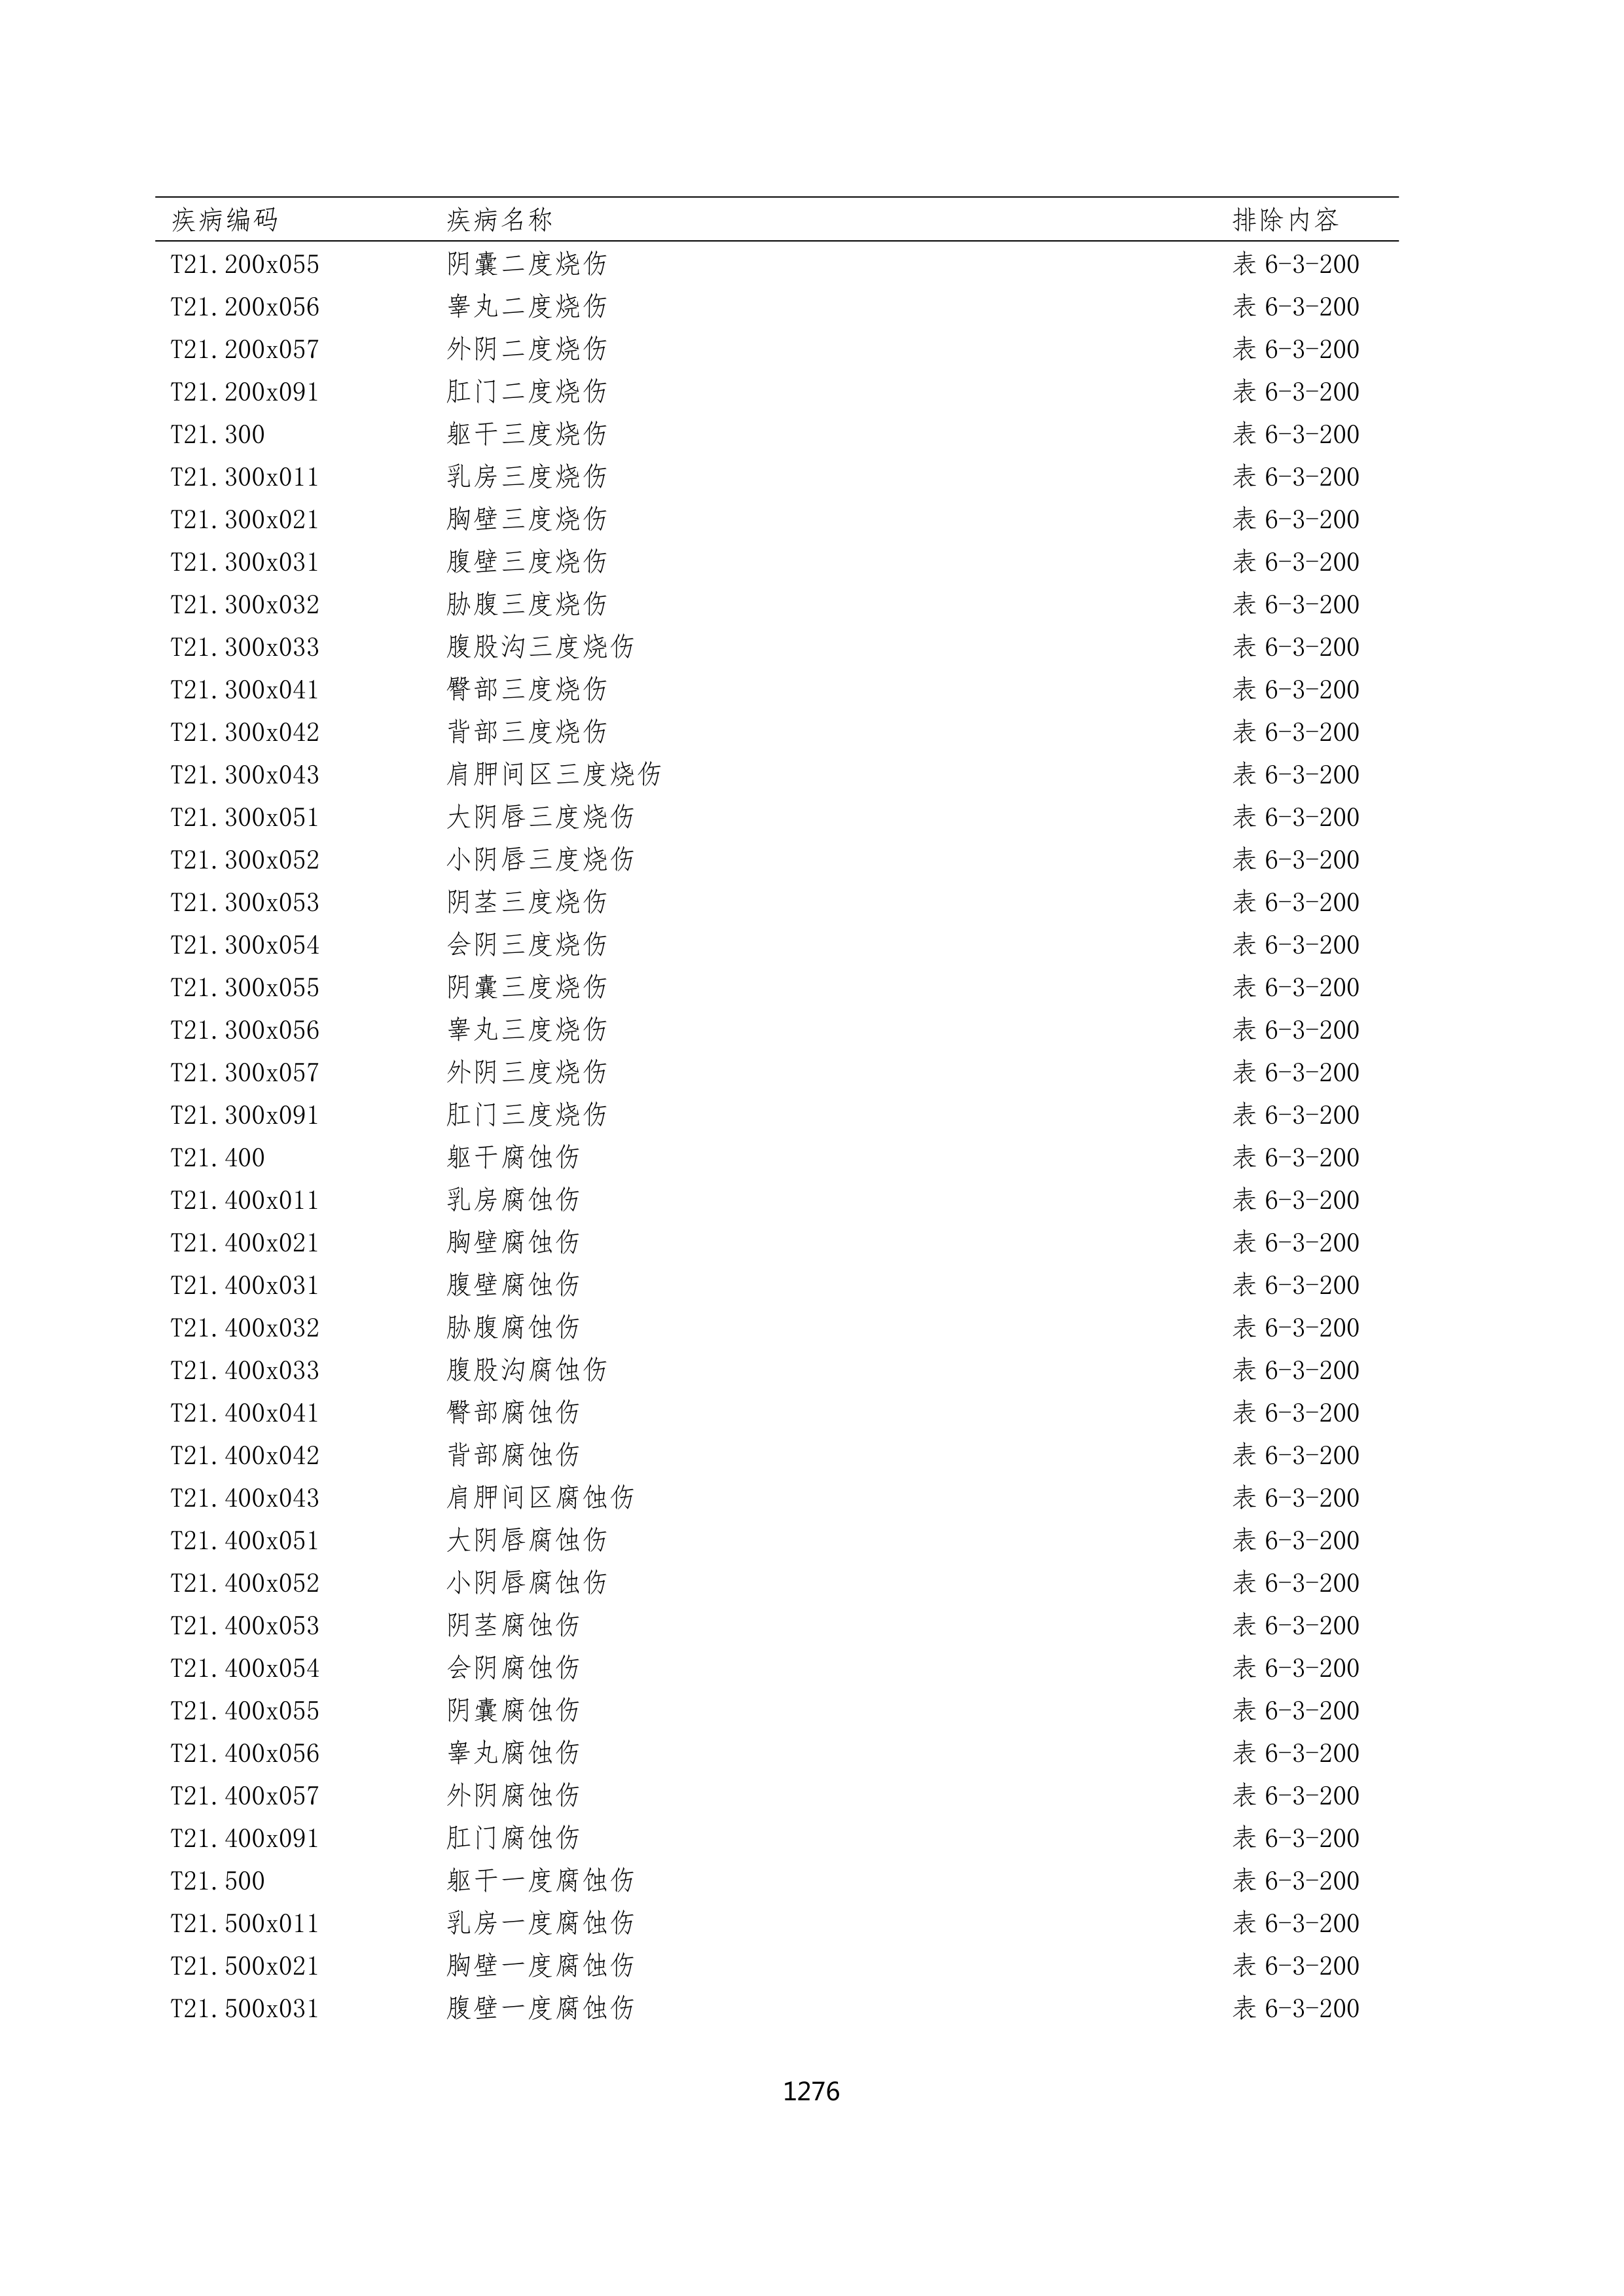 疾病编码 疾病名称 排除内容
T21.200x055 阴囊二度烧伤 表 6-3-200
T21.200x056 睾丸二度烧伤 表 6-3-200
T21.200x057 外阴二度烧伤 表 6-3-200
T21.200x091 肛门二度烧伤 表 6-3-200
T21.300 躯干三度烧伤 表 6-3-200
T21.300x011 乳房三度烧伤 表 6-3-200
T21.300x021 胸壁三度烧伤 表 6-3-200
T21.300x031 腹壁三度烧伤 表 6-3-200
T21.300x032 胁腹三度烧伤 表 6-3-200
T21.300x033 腹股沟三度烧伤 表 6-3-200
T21.300x041 臀部三度烧伤 表 6-3-200
T21.300x042 背部三度烧伤 表 6-3-200
T21.300x043 肩胛间区三度烧伤 表 6-3-200
T21.300x051 大阴唇三度烧伤 表 6-3-200
T21.300x052 小阴唇三度烧伤 表 6-3-200
T21.300x053 阴茎三度烧伤 表 6-3-200
T21.300x054 会阴三度烧伤 表 6-3-200
T21.300x055 阴囊三度烧伤 表 6-3-200
T21.300x056 睾丸三度烧伤 表 6-3-200
T21.300x057 外阴三度烧伤 表 6-3-200
T21.300x091 肛门三度烧伤 表 6-3-200
T21.400 躯干腐蚀伤 表 6-3-200
T21.400x011 乳房腐蚀伤 表 6-3-200
T21.400x021 胸壁腐蚀伤 表 6-3-200
T21.400x031 腹壁腐蚀伤 表 6-3-200
T21.400x032 胁腹腐蚀伤 表 6-3-200
T21.400x033 腹股沟腐蚀伤 表 6-3-200
T21.400x041 臀部腐蚀伤 表 6-3-200
T21.400x042 背部腐蚀伤 表 6-3-200
T21.400x043 肩胛间区腐蚀伤 表 6-3-200
T21.400x051 大阴唇腐蚀伤 表 6-3-200
T21.400x052 小阴唇腐蚀伤 表 6-3-200
T21.400x053 阴茎腐蚀伤 表 6-3-200
T21.400x054 会阴腐蚀伤 表 6-3-200
T21.400x055 阴囊腐蚀伤 表 6-3-200
T21.400x056 睾丸腐蚀伤 表 6-3-200
T21.400x057 外阴腐蚀伤 表 6-3-200
T21.400x091 肛门腐蚀伤 表 6-3-200
T21.500 躯干一度腐蚀伤 表 6-3-200
T21.500x011 乳房一度腐蚀伤 表 6-3-200
T21.500x021 胸壁一度腐蚀伤 表 6-3-200
T21.500x031 腹壁一度腐蚀伤 表 6-3-200
1276